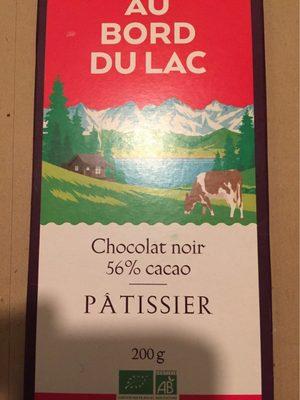 AU
BORD
DU LAC
Chocolat noir
56% cacao
PÂTISSIER
200 g
AB